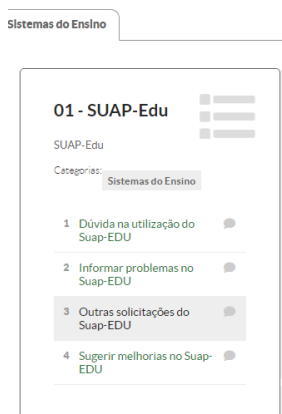 Sistemas do Ensino
01 - SUAP-Edu
SUAP-Edu
Categorias:
Sistemas do Ensino
1 Dúvida na utilização do
Suap-EDU
2 Informar problemas no
Suap-EDU
3 Outras solicitações do
Suap-EDU
4 Sugerir melhorias no Suap-
EDU